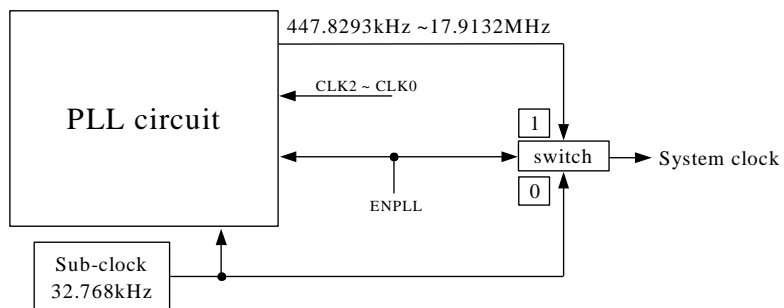 447.8293kHz ~17.9132MHz
CLK2 ~ CLK0
PLL circuit
1
switch
System clock
0
ENPLL
Sub-clock
32.768kHz